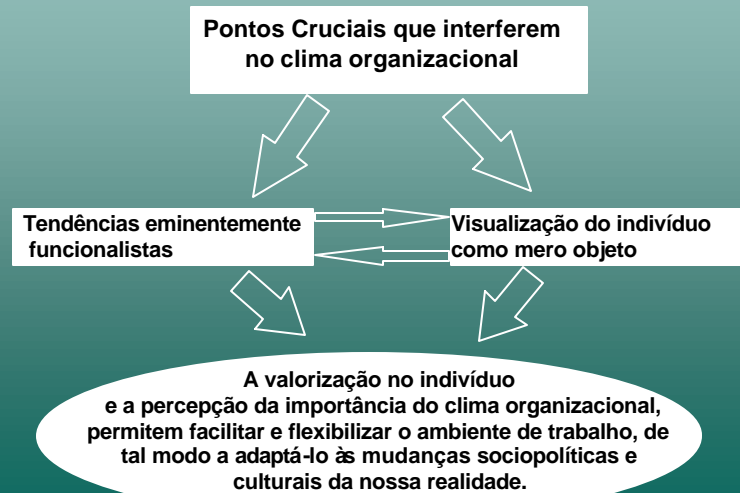 Pontos Cruciais que interferem
no clima organizacional
Tendências eminentemente
funcionalistas
Visualização do indivíduo
como mero objeto
A valorização no indivíduo
e a percepção da importância do clima organizacional,
permitem facilitar e flexibilizar o ambiente de trabalho, de
tal modo a adaptá-lo às mudanças sociopolíticas e
culturais da nossa realidade.